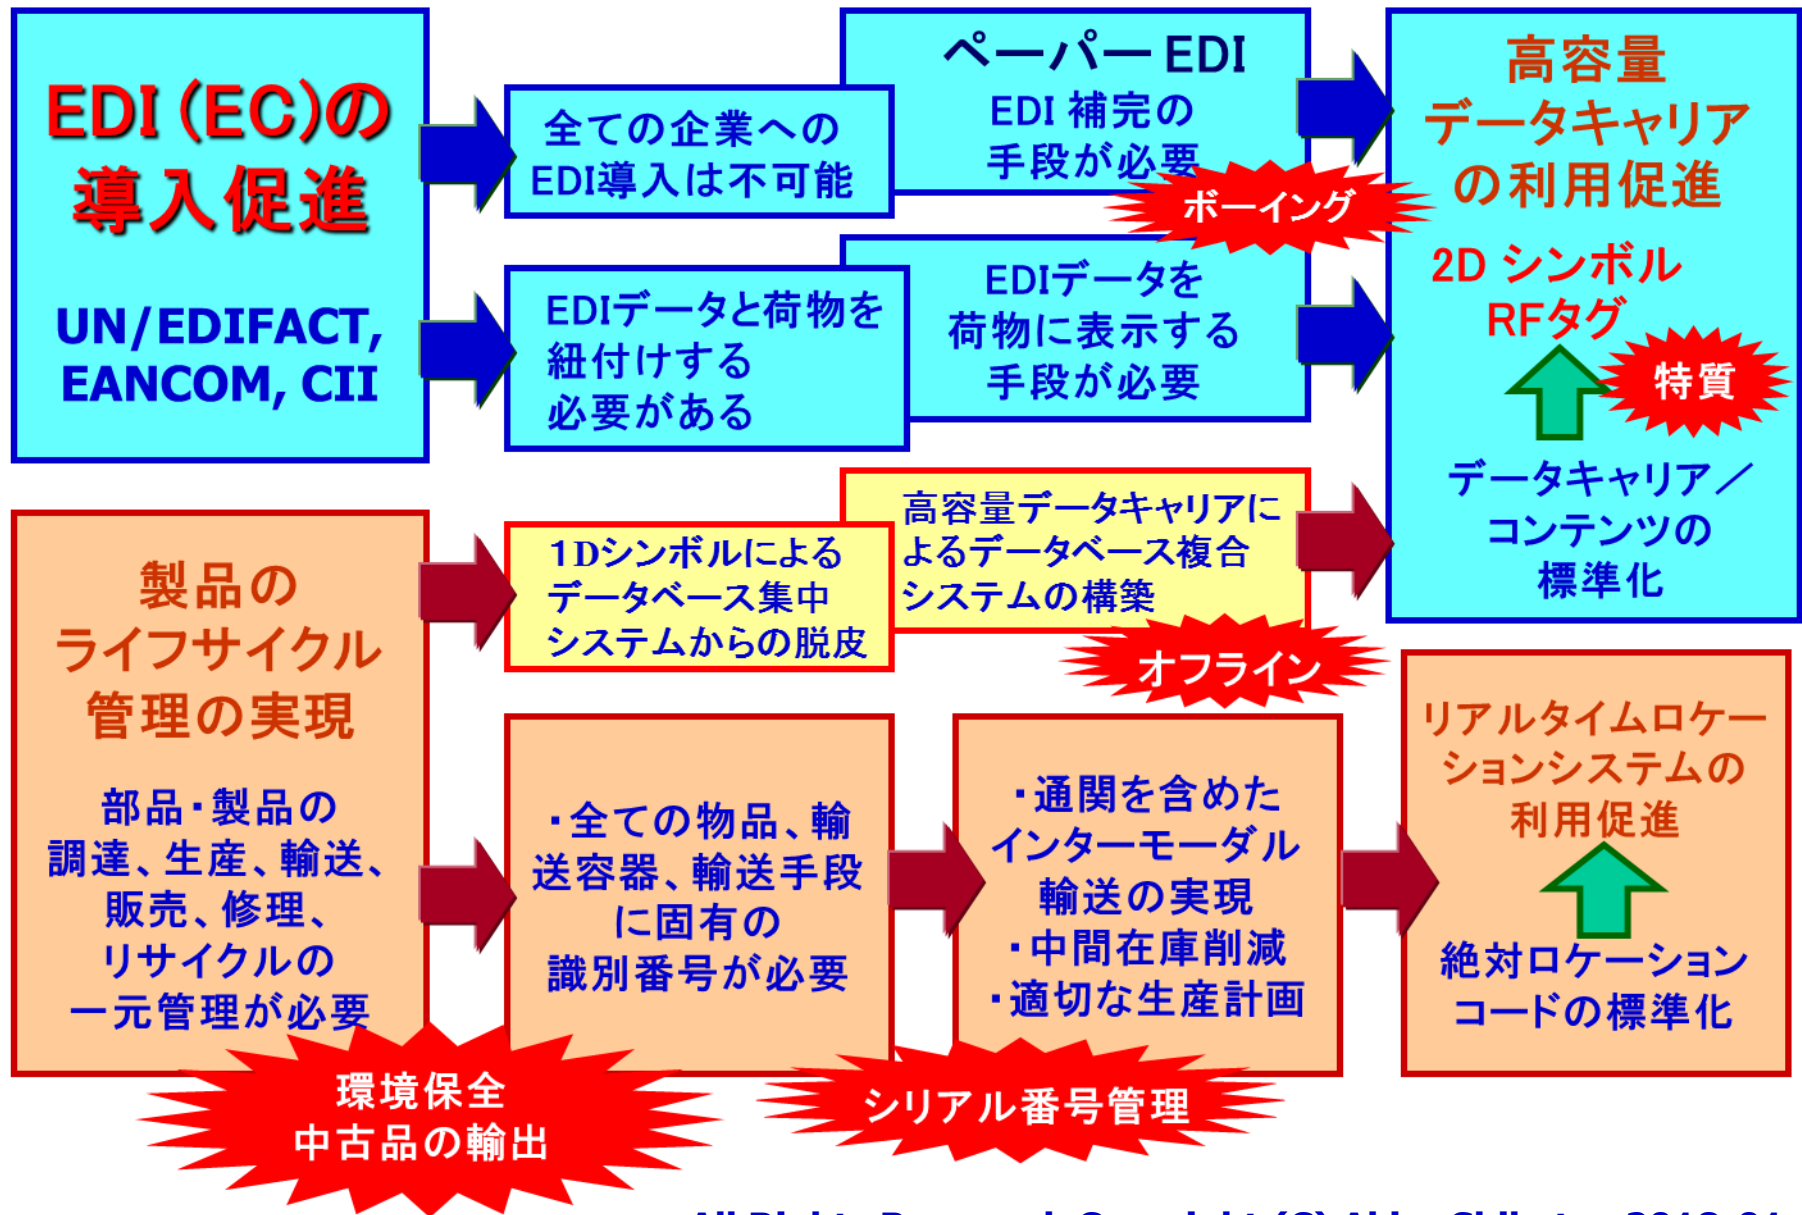 EDI (EC)の
導入促進
UN/EDIFACT,
EANCOM, CII
全ての企業への
EDI導入は不可能
ペーパー EDI
EDI 補完の
手段が必要
ボーイング
EDIデータと荷物を
紐付けする
必要がある
EDIデータを
荷物に表示する
手段が必要
高容量
データキャリア
の利用促進
2D シンボル
RFタグ
特質
データキャリア／
コンテンツの
標準化
製品の
ライフサイクル
管理の実現
部品・製品の
調達、生産、輸送、
販売、修理、
リサイクルの
一元管理が必要
環境保全
中古品の輸出
1Dシンボルによる
データベース集中
システムからの脱皮
高容量データキャリアに
よるデータベース複合
システムの構築
オフライン
・全ての物品、輸
送容器、輸送手段
に固有の
識別番号が必要
シリアル番号管理
・通関を含めた
インターモーダル
輸送の実現
・中間在庫削減
・適切な生産計画
リアルタイムロケー
ションシステムの
利用促進
絶対ロケーション
コードの標準化